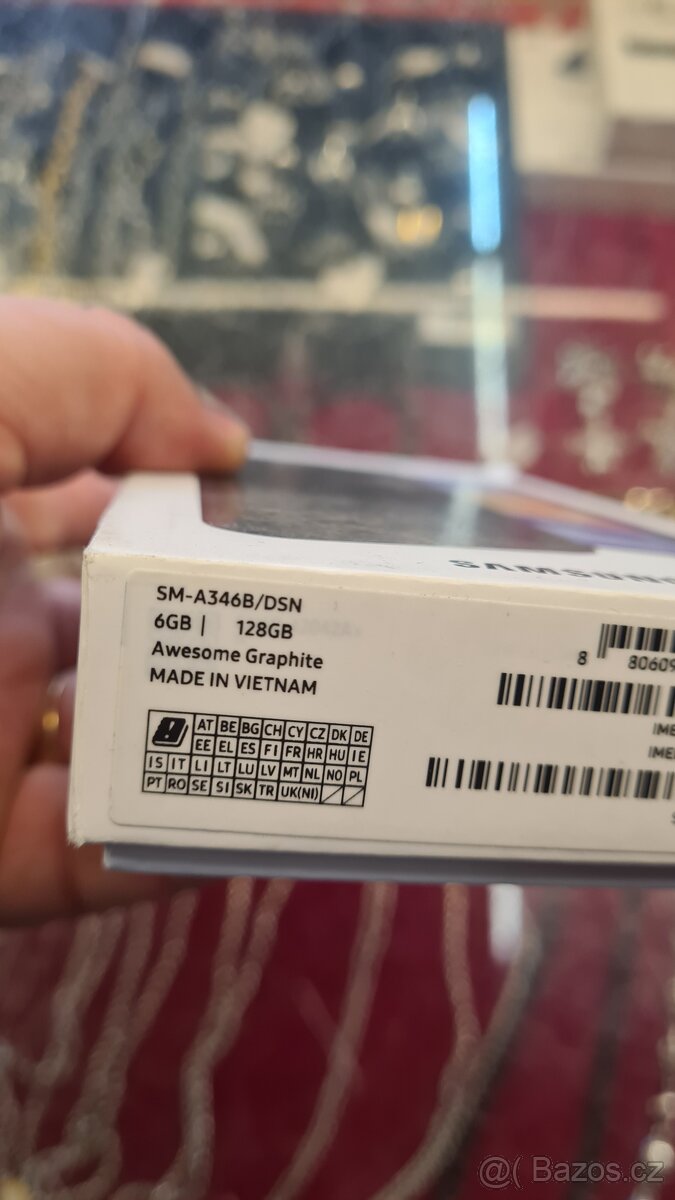 SAMSUNG
SM-A346B/DSN
6GB | 128GB
Awesome Graphite
MADE IN VIETNAM
8 80609
IME
IME
AT BE BG CH CY CZ DK DE
EE EL ES FI FR HR HU IE
IS IT LI LT LU LV MT NL NO PL
PT RO SE SI SK TR UK(NI)
@( Bazos.cz